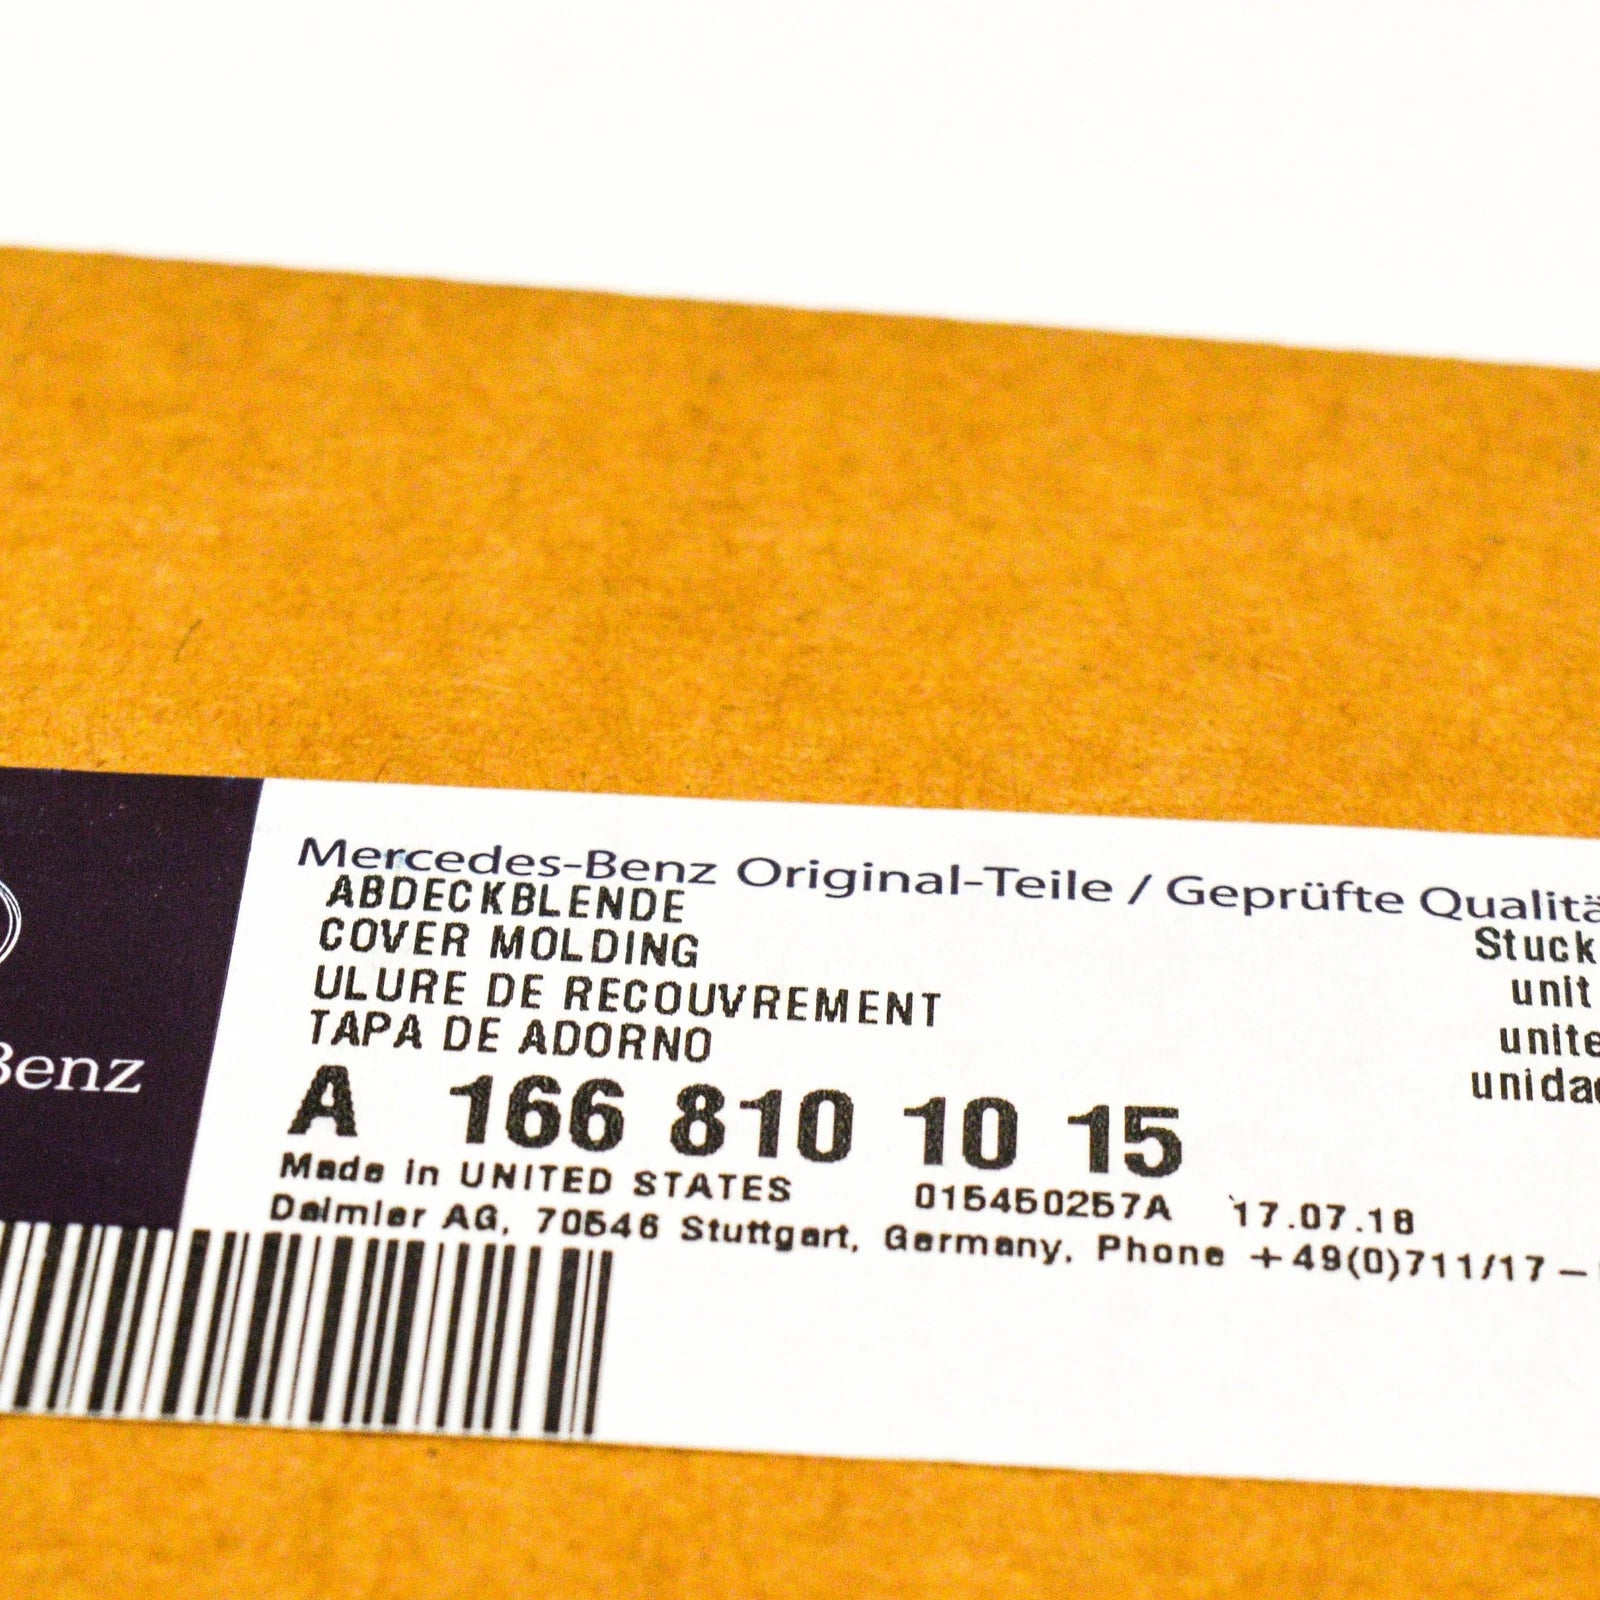 Mercedes-Benz Original-Teile / Geprüfte Qualitä
ABDECKBLENDE
COVER MOLDING
ULURE DE RECOUVREMENT
TAPA DE ADORNO
Stuck
unit
unite
unidad
Benz
A 166 810 10 15
Made in UNITED STATES 015450257A 17.07.18
Daimler AG, 70546 Stuttgart, Germany, Phone +49(0)711/17-